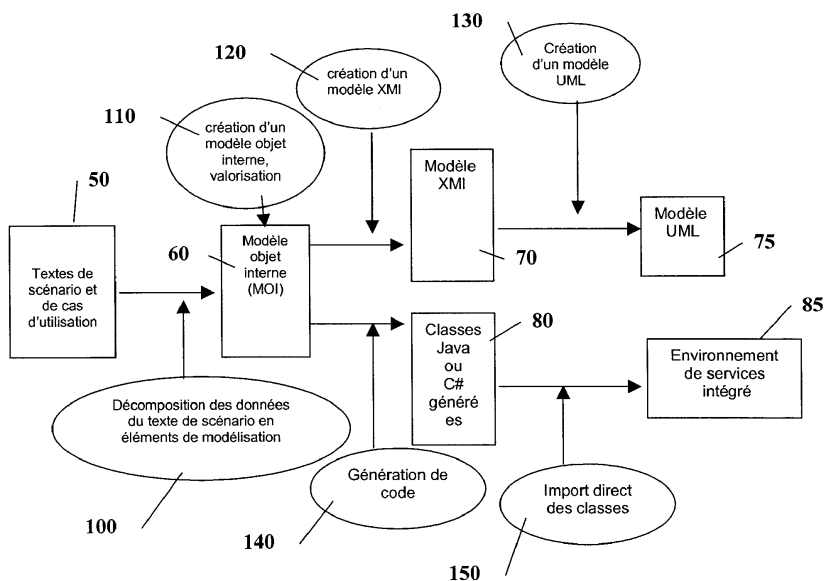 120
création d'un
modèle XMI
130
Création
d'un modèle
UML
110
création d'un
modèle objet
interne,
valorisation
50
Textes de
scénario et
de cas
d'utilisation
60
Modèle
objet
interne
(MOI)
Modèle
XMI
70
Modèle
UML
75
Classes
Java
ou
C#
généré
es
80
85
Environnement
de services
intégré
Décomposition des données
du texte de scénario en
éléments de modélisation
100
Génération de
code
140
Import direct
des classes
150